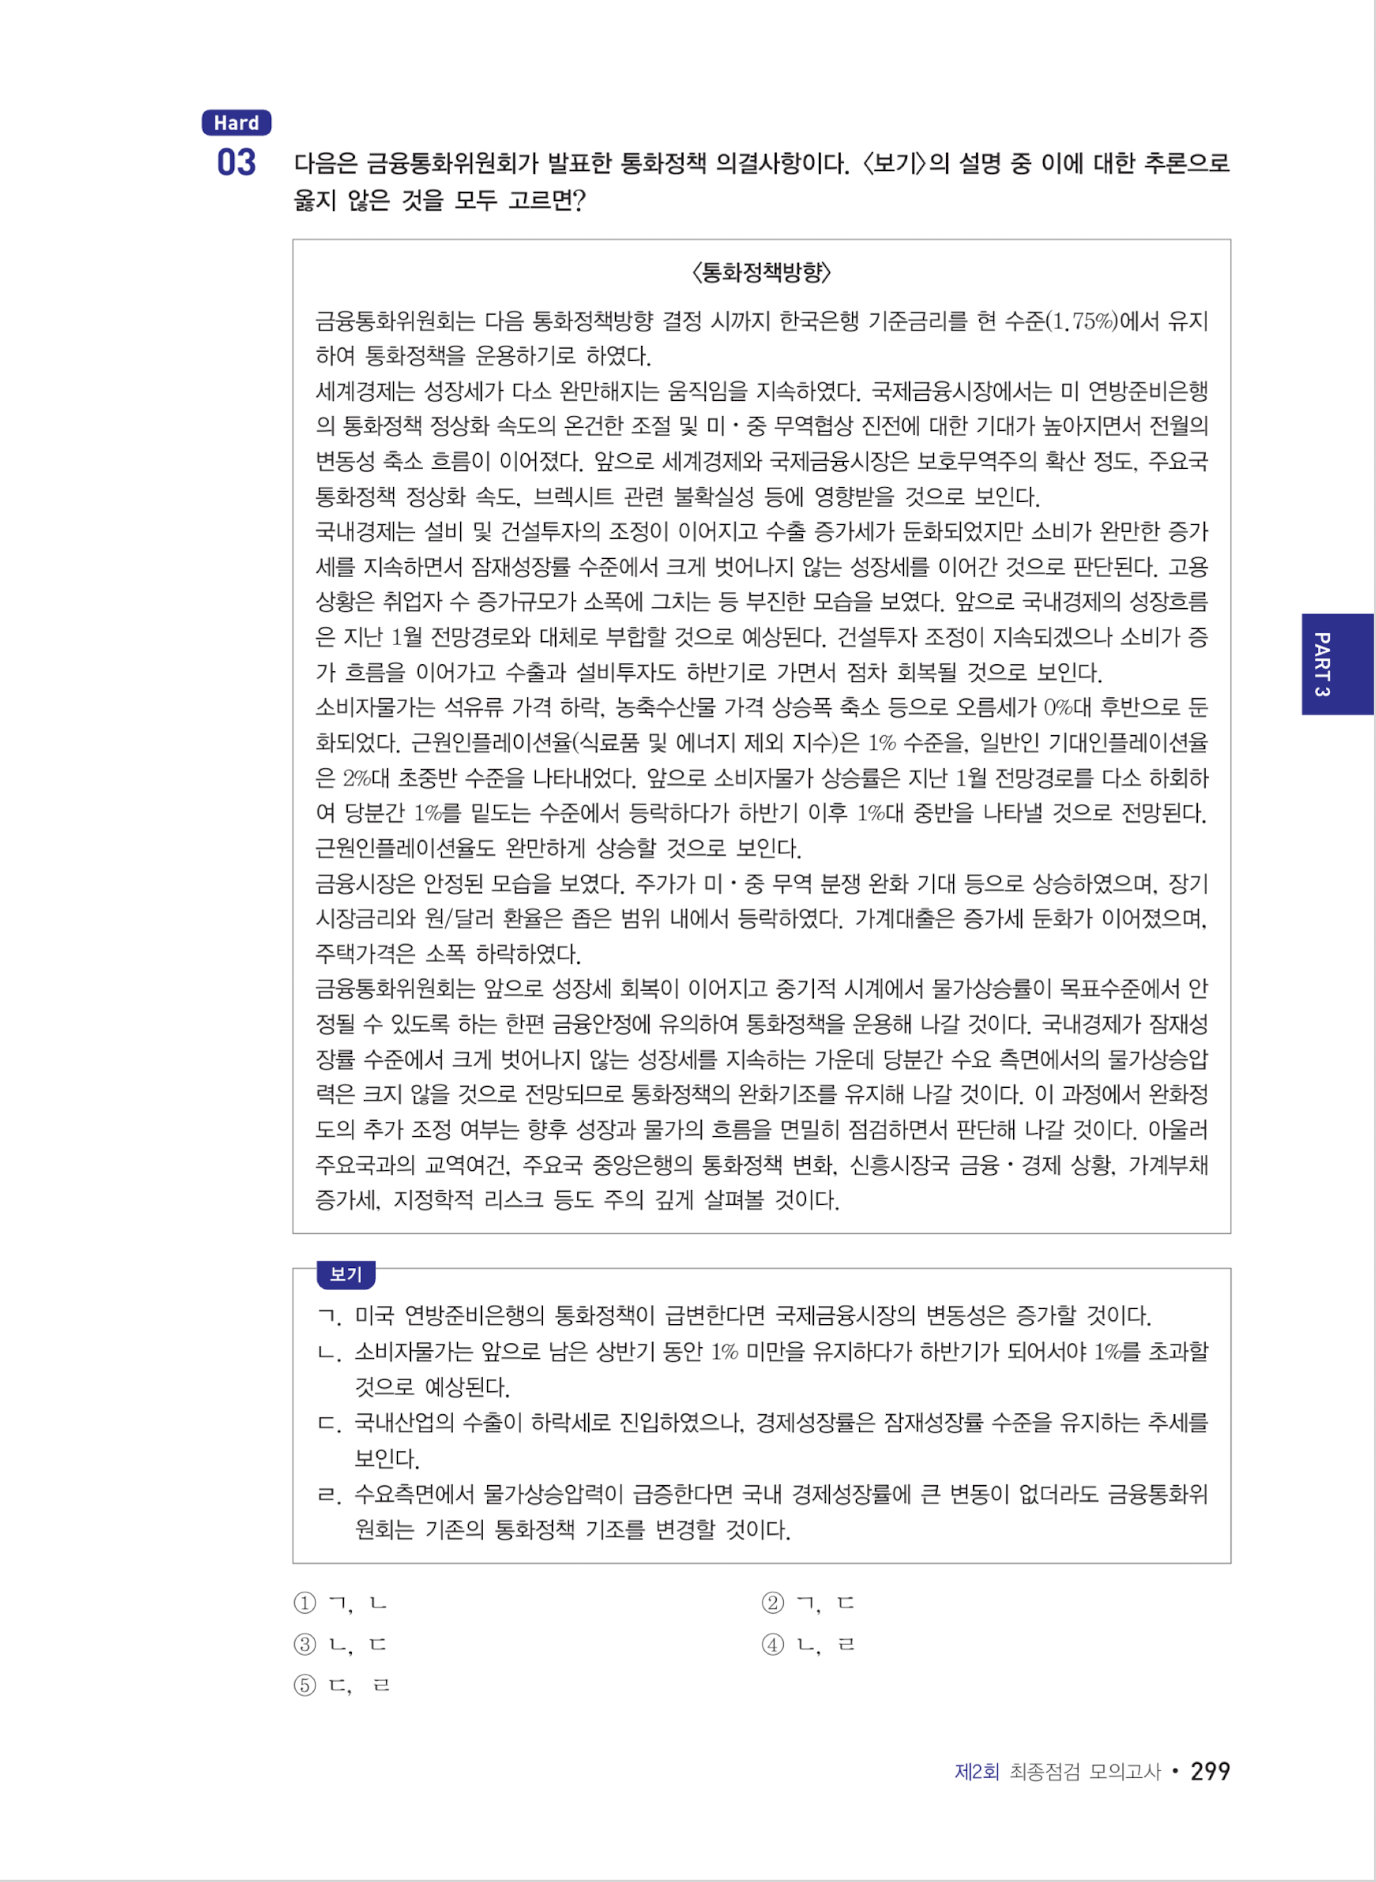 Hard
03
다음은 금융통화위원회가 발표한 통화정책 의결사항이다. 〈보기〉의 설명 중 이에 대한 추론으로
옳지 않은 것을 모두 고르면?
〈통화정책방향〉
금융통화위원회는 다음 통화정책방향 결정 시까지 한국은행 기준금리를 현 수준(1.75%)에서 유지
하여 통화정책을 운용하기로 하였다.
세계경제는 성장세가 다소 완만해지는 움직임을 지속하였다. 국제금융시장에서는 미 연방준비은행
의 통화정책 정상화 속도의 온건한 조절 및 미·중 무역협상 진전에 대한 기대가 높아지면서 전월의
변동성 축소 흐름이 이어졌다. 앞으로 세계경제와 국제금융시장은 보호무역주의 확산 정도, 주요국
통화정책 정상화 속도, 브렉시트 관련 불확실성 등에 영향받을 것으로 보인다.
국내경제는 설비 및 건설투자의 조정이 이어지고 수출 증가세가 둔화되었지만 소비가 완만한 증가
세를 지속하면서 잠재성장률 수준에서 크게 벗어나지 않는 성장세를 이어간 것으로 판단된다. 고용
상황은 취업자 수 증가규모가 소폭에 그치는 등 부진한 모습을 보였다. 앞으로 국내경제의 성장흐름
은 지난 1월 전망경로와 대체로 부합할 것으로 예상된다. 건설투자 조정이 지속되겠으나 소비가 증
가 흐름을 이어가고 수출과 설비투자도 하반기로 가면서 점차 회복될 것으로 보인다.
소비자물가는 석유류 가격 하락, 농축수산물 가격 상승폭 축소 등으로 오름세가 0%대 후반으로 둔
화되었다. 근원인플레이션율(식료품 및 에너지 제외 지수)은 1% 수준을, 일반인 기대인플레이션율
은 2%대 초중반 수준을 나타내었다. 앞으로 소비자물가 상승률은 지난 1월 전망경로를 다소 하회하
여 당분간 1%를 밑도는 수준에서 등락하다가 하반기 이후 1%대 중반을 나타낼 것으로 전망된다.
근원인플레이션율도 완만하게 상승할 것으로 보인다.
금융시장은 안정된 모습을 보였다. 주가가 미·중 무역 분쟁 완화 기대 등으로 상승하였으며, 장기
시장금리와 원/달러 환율은 좁은 범위 내에서 등락하였다. 가계대출은 증가세 둔화가 이어졌으며,
주택가격은 소폭 하락하였다.
금융통화위원회는 앞으로 성장세 회복이 이어지고 중기적 시계에서 물가상승률이 목표수준에서 안
정될 수 있도록 하는 한편 금융안정에 유의하여 통화정책을 운용해 나갈 것이다. 국내경제가 잠재성
장률 수준에서 크게 벗어나지 않는 성장세를 지속하는 가운데 당분간 수요 측면에서의 물가상승압
력은 크지 않을 것으로 전망되므로 통화정책의 완화기조를 유지해 나갈 것이다. 이 과정에서 완화정
도의 추가 조정 여부는 향후 성장과 물가의 흐름을 면밀히 점검하면서 판단해 나갈 것이다. 아울러
주요국과의 교역여건, 주요국 중앙은행의 통화정책 변화, 신흥시장국 금융·경제 상황, 가계부채
증가세, 지정학적 리스크 등도 주의 깊게 살펴볼 것이다.
PART 3
보기
ㄱ. 미국 연방준비은행의 통화정책이 급변한다면 국제금융시장의 변동성은 증가할 것이다.
ㄴ. 소비자물가는 앞으로 남은 상반기 동안 1% 미만을 유지하다가 하반기가 되어서야 1%를 초과할
것으로 예상된다.
ㄷ. 국내산업의 수출이 하락세로 진입하였으나, 경제성장률은 잠재성장률 수준을 유지하는 추세를
보인다.
ㄹ. 수요측면에서 물가상승압력이 급증한다면 국내 경제성장률에 큰 변동이 없더라도 금융통화위
원회는 기존의 통화정책 기조를 변경할 것이다.
① ㄱ, ㄴ ② ㄱ, ㄷ
③ ㄴ, ㄷ ④ ㄴ, ㄹ
⑤ ㄷ, ㄹ
제2회 최종점검 모의고사 • 299